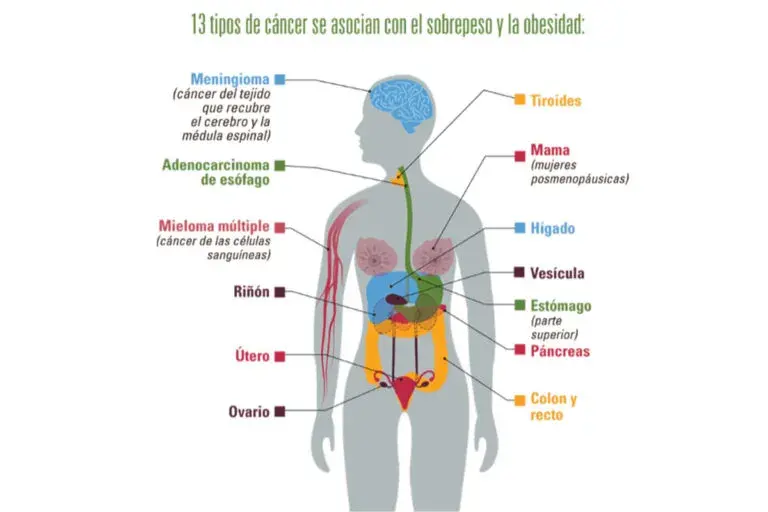 13 tipos de cáncer se asocian con el sobrepeso y la obesidad:
Meningioma
(cáncer del tejido
que recubre
el cerebro y la
médula espinal)
Adenocarcinoma
de esófago
Mieloma múltiple
(cáncer de las células
sanguíneas)
Riñón
Útero
Ovario
Tiroides
Mama
(mujeres
posmenopáusicas)
Hígado
Vesícula
Estómago
(parte
superior)
Páncreas
Colon y
recto